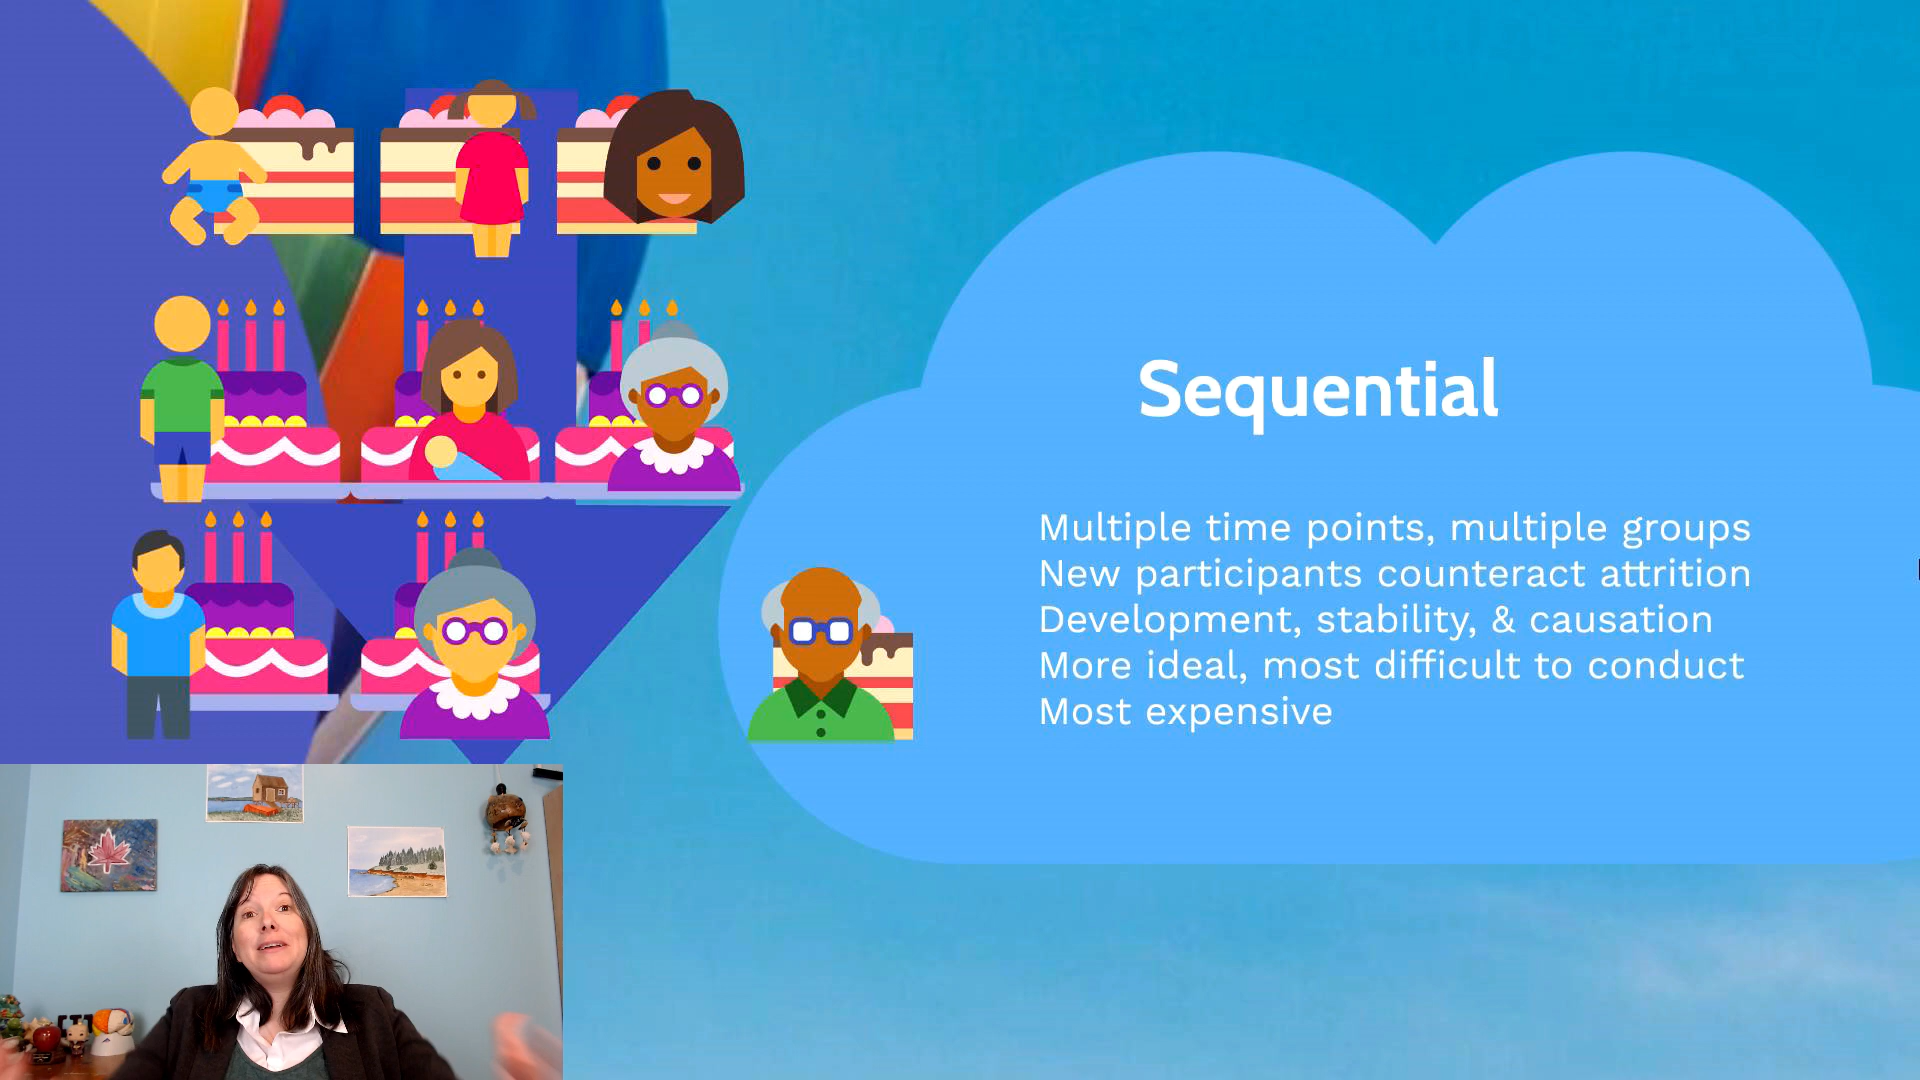 Sequential
Multiple time points, multiple groups
New participants counteract attrition
Development, stability, & causation
More ideal, most difficult to conduct
Most expensive